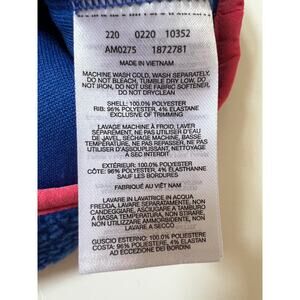 220 0220 10352
AM0275 1872781
MADE IN VIETNAM
MACHINE WASH COLD, WASH SEPARATELY,
DO NOT BLEACH, TUMBLE DRY LOW, DO
NOT IRON, DO NOT USE FABRIC SOFTENER,
DO NOT DRYCLEAN
SHELL: 100.0% POLYESTER
RIB: 96% POLYESTER, 4% ELASTANE
EXCLUSIVE OF TRIMMING
LAVAGE MACHINE À FROID, LAVER
SÉPARÉMENT, NE PAS UTILISER D'EAU
DE JAVEL, SÉCHAGE MACHINE, BASSE
TEMPÉRATURE, NE PAS REPASSER, NE PAS
UTILISER D'ASSOUPLISSANT, NETTOYAGE
À SEC INTERDIT
EXTÉRIEUR: 100.0% POLYESTER
CÔTE: 96% POLYESTER, 4% ÉLASTHANNE
SAUF LES BORDURES
FABRIQUÉ AU VIÊT NAM
LAVARE IN LAVATRICE IN ACQUA
FREDDA, LAVARE SEPARATAMENTE, NON
CANDEGGIARE, ASCIUGARE IN ASCIUGATRICE
A BASSA TEMPERATURA, NON STIRARE, NON
UTILIZZARE AMMORBIDENTE, NON
LAVARE A SECCO
GUSCIO ESTERNO: 100.0% POLIESTERE
COSTA: 96% POLIESTERE, 4% ELASTAN
AD ECCEZIONE DEI BORDINI